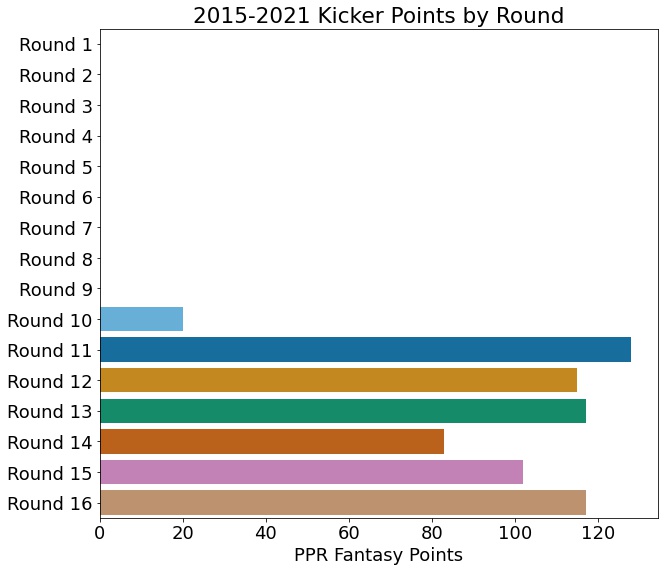 2015-2021 Kicker Points by Round
Round 1
Round 2
Round 3
Round 4
Round 5
Round 6
Round 7
Round 8
Round 9
Round 10
Round 11
Round 12
Round 13
Round 14
Round 15
Round 16
0 20 40 60 80 100 120
PPR Fantasy Points